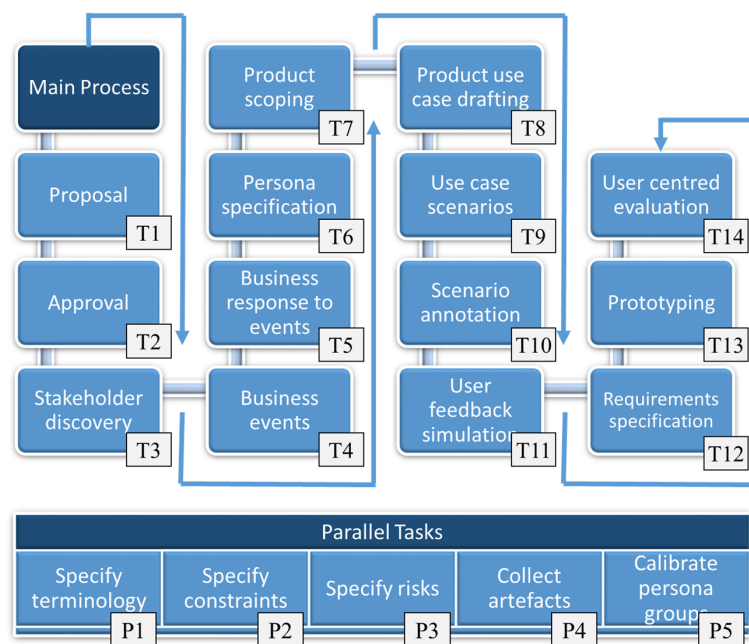 Main Process
Proposal
T1
Approval
T2
Stakeholder
discovery
T3
Business
events
T4
Business
response to
events
T5
Persona
specification
T6
Product
scoping
T7
Product use
case drafting
T8
Use case
scenarios
T9
Scenario
annotation
T10
User
feedback
simulation
T11
Requirements
specification
T12
Prototyping
T13
User centred
evaluation
T14
Parallel Tasks
Specify
terminology
P1
Specify
constraints
P2
Specify risks
P3
Collect
artefacts
P4
Calibrate
persona
groups
P5